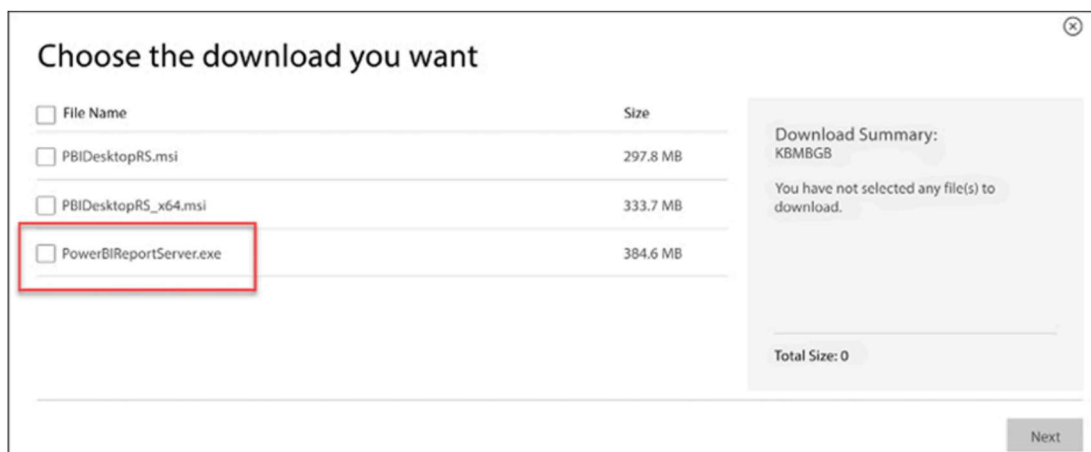 Choose the download you want
File Name Size
PBIDesktopRS.msi 297.8 MB
PBIDesktopRS_x64.msi 333.7 MB
PowerBIReportServer.exe 384.6 MB
Download Summary:
KBMBGB
You have not selected any file(s) to
download.
Total Size: 0
Next